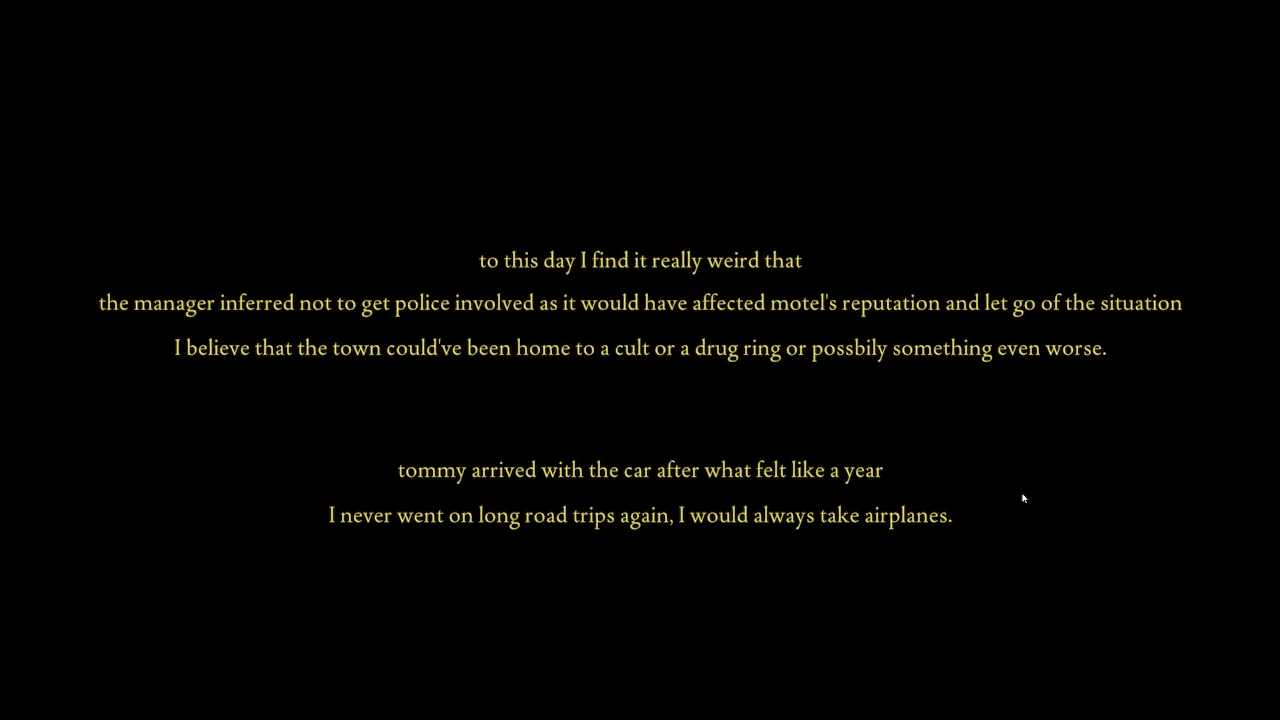 to this day I find it really weird that
the manager inferred not to get police involved as it would have affected motel's reputation and let go of the situation
I believe that the town could've been home to a cult or a drug ring or possbily something even worse.
tommy arrived with the car after what felt like a year
I never went on long road trips again, I would always take airplanes.